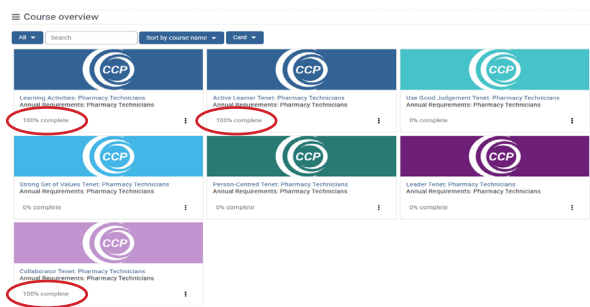 Course overview
All Search Sort by course name Card
CCP CCP CCP
Learning Activities: Pharmacy Technicians
Annual Requirements: Pharmacy Technicians
100% complete
Active Learner Tenet: Pharmacy Technicians
Annual Requirements: Pharmacy Technicians
100% complete
Use Good Judgement Tenet: Pharmacy Technicians
Annual Requirements: Pharmacy Technicians
0% complete
CCP CCP CCP
Strong Set of Values Tenet: Pharmacy Technicians
Annual Requirements: Pharmacy Technicians
0% complete
Person-Centred Tenet: Pharmacy Technicians
Annual Requirements: Pharmacy Technicians
0% complete
Leader Tenet: Pharmacy Technicians
Annual Requirements: Pharmacy Technicians
0% complete
CCP
Collaborator Tenet: Pharmacy Technicians
Annual Requirements: Pharmacy Technicians
100% complete